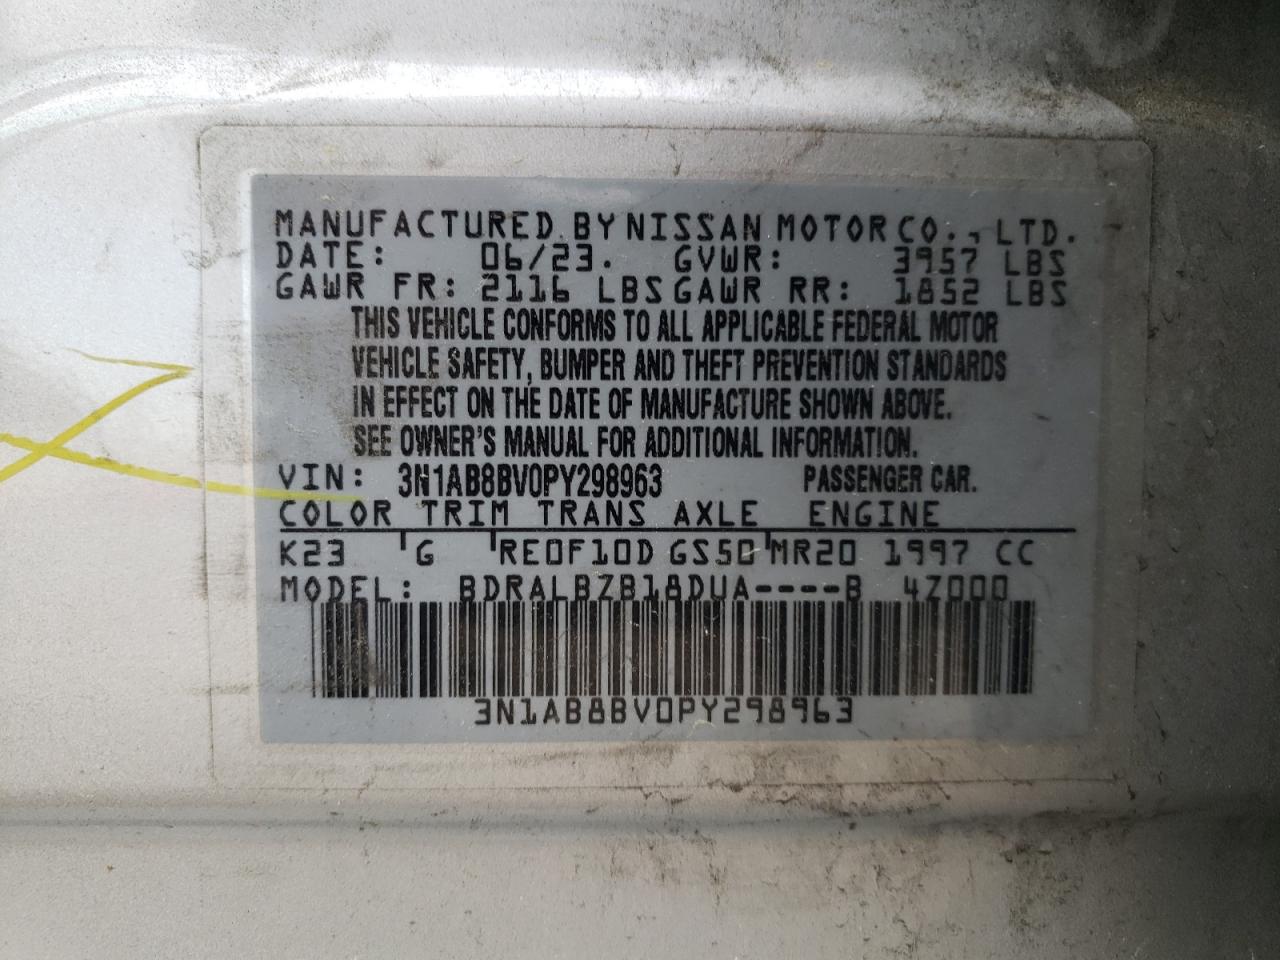 MANUFACTURED BY NISSAN MOTOR CO., LTD.
DATE: 06/23. GVWR: 3957 LBS
GAWR FR: 2116 LBS GAWR RR: 1852 LBS
THIS VEHICLE CONFORMS TO ALL APPLICABLE FEDERAL MOTOR
VEHICLE SAFETY, BUMPER AND THEFT PREVENTION STANDARDS
IN EFFECT ON THE DATE OF MANUFACTURE SHOWN ABOVE.
SEE OWNER'S MANUAL FOR ADDITIONAL INFORMATION.
VIN: 3N1AB8BV0PY298963 PASSENGER CAR.
COLOR TRIM TRANS AXLE ENGINE
K23 G RE0F10D GS50 MR20 1997 CC
MODEL: BDRALBZB18DUA----B 4Z000
3N1AB8BV0PY298963